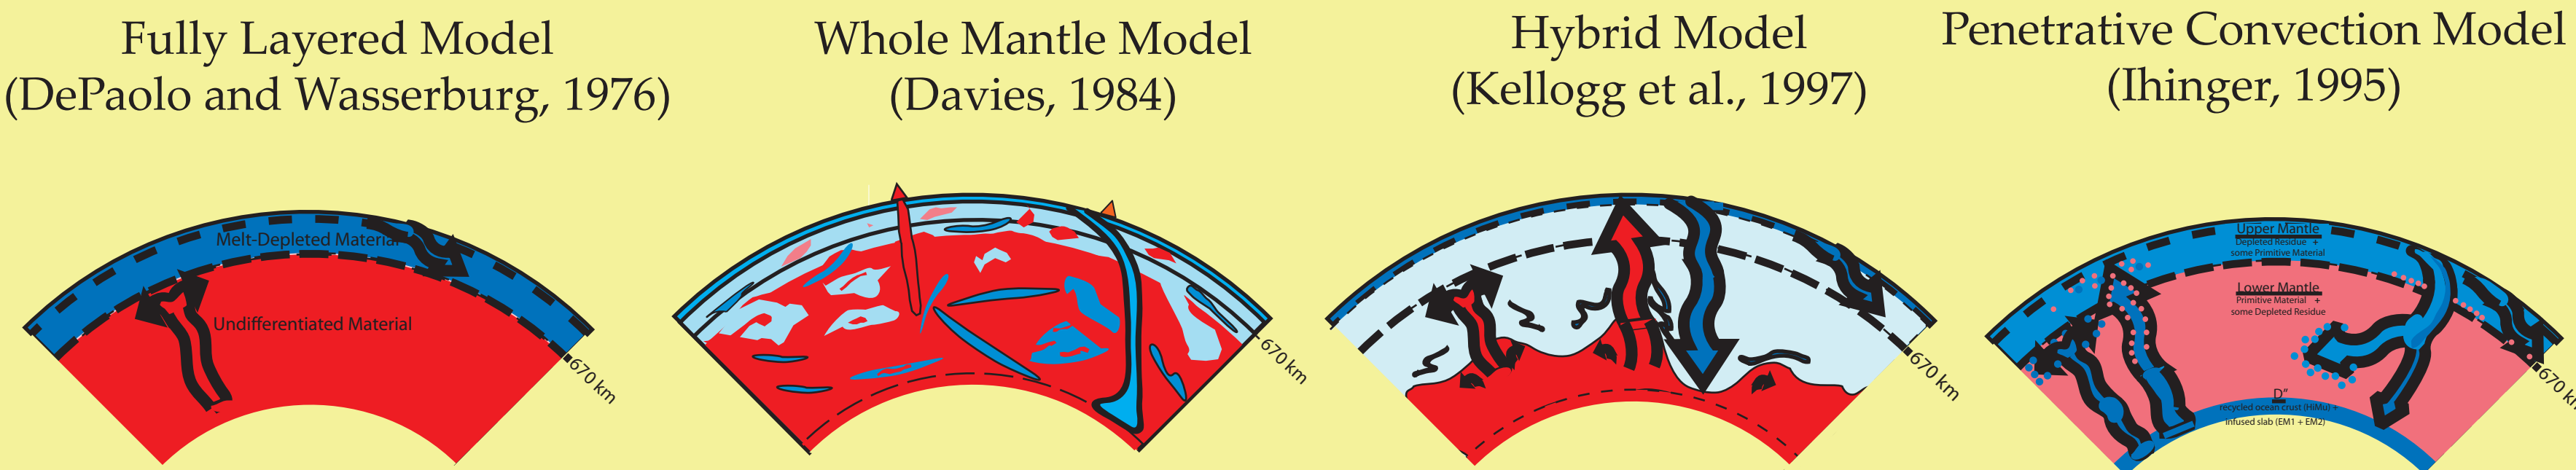 Fully Layered Model
(DePaolo and Wasserburg, 1976)
Melt-Depleted Material
Undifferentiated Material
670 km
Whole Mantle Model
(Davies, 1984)
670 km
Hybrid Model
(Kellogg et al., 1997)
670 km
Penetrative Convection Model
(Ihinger, 1995)
Upper Mantle
Depleted Residue +
some Primitive Material
Lower Mantle
Primitive Material +
some Depleted Residue
D"
recycled ocean crust (HiMu) +
infused slab (EM1 + EM2)
670 km